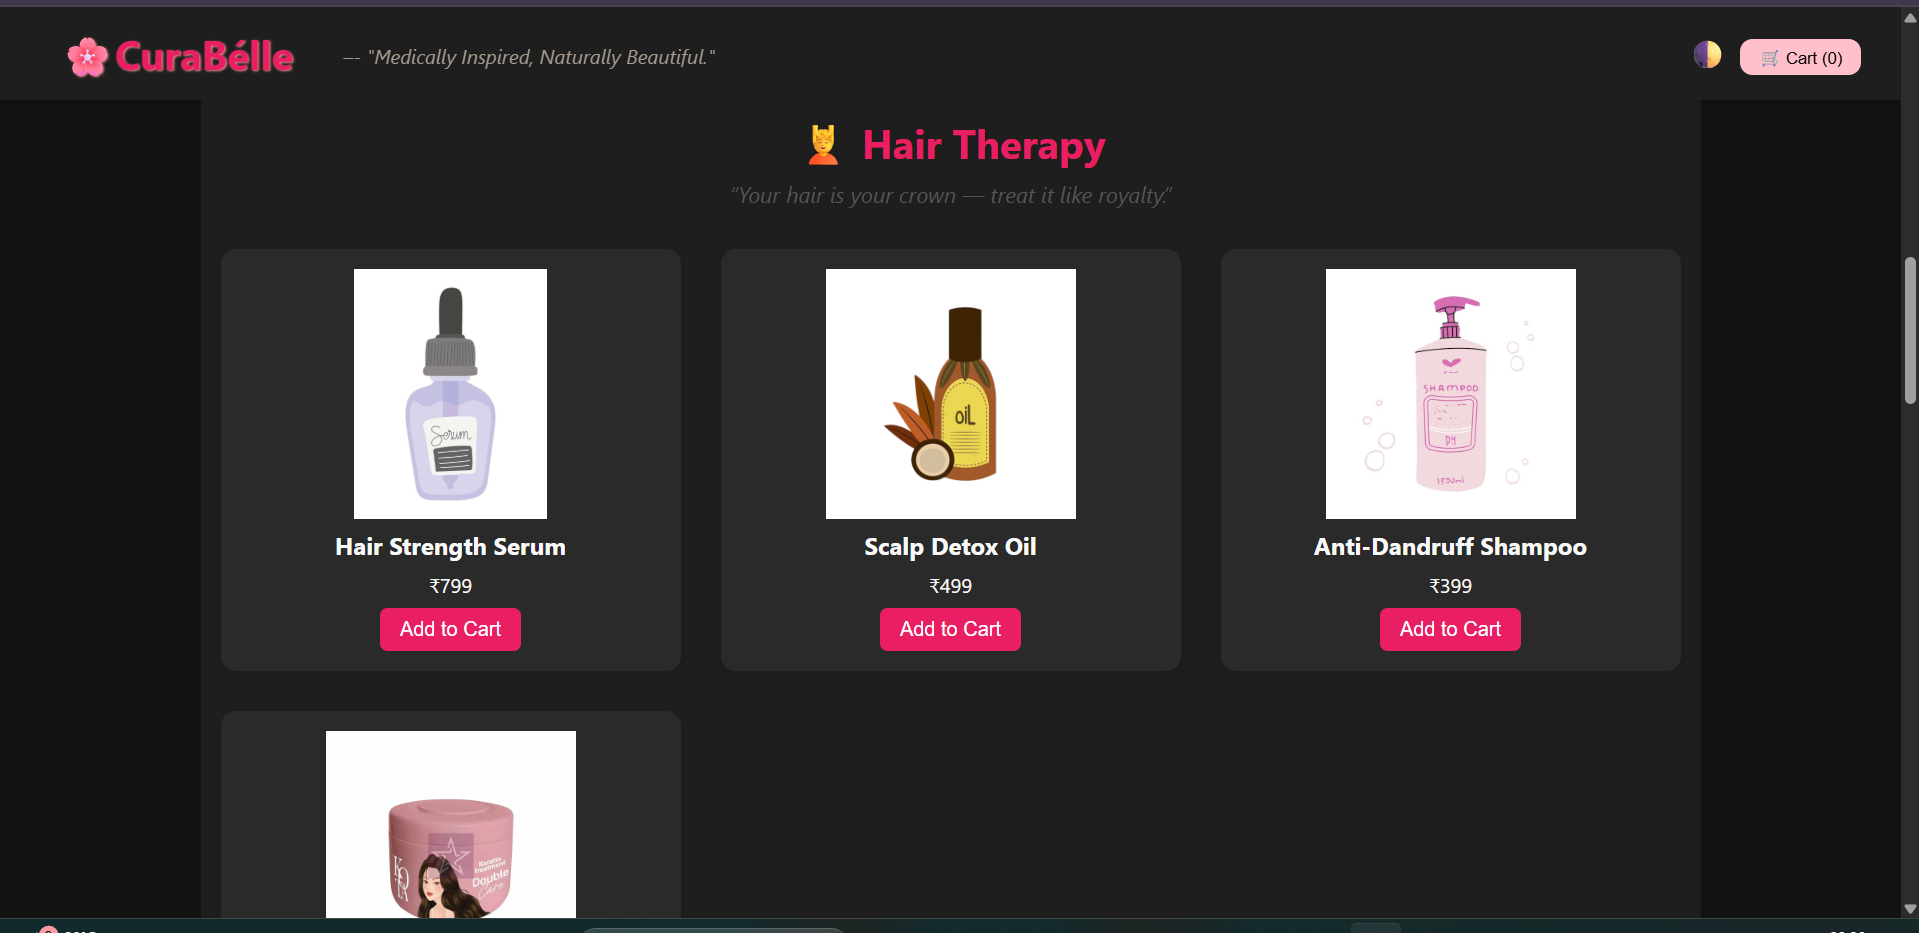 CuraBélle
–- "Medically Inspired, Naturally Beautiful."
Cart (0)
Hair Therapy
“Your hair is your crown — treat it like royalty.”
Serum
OiL
SHAMPOO
PH
1500ml
Hair Strength Serum
₹799
Add to Cart
Scalp Detox Oil
₹499
Add to Cart
Anti-Dandruff Shampoo
₹399
Add to Cart
Keratin
treatment
Double
Care